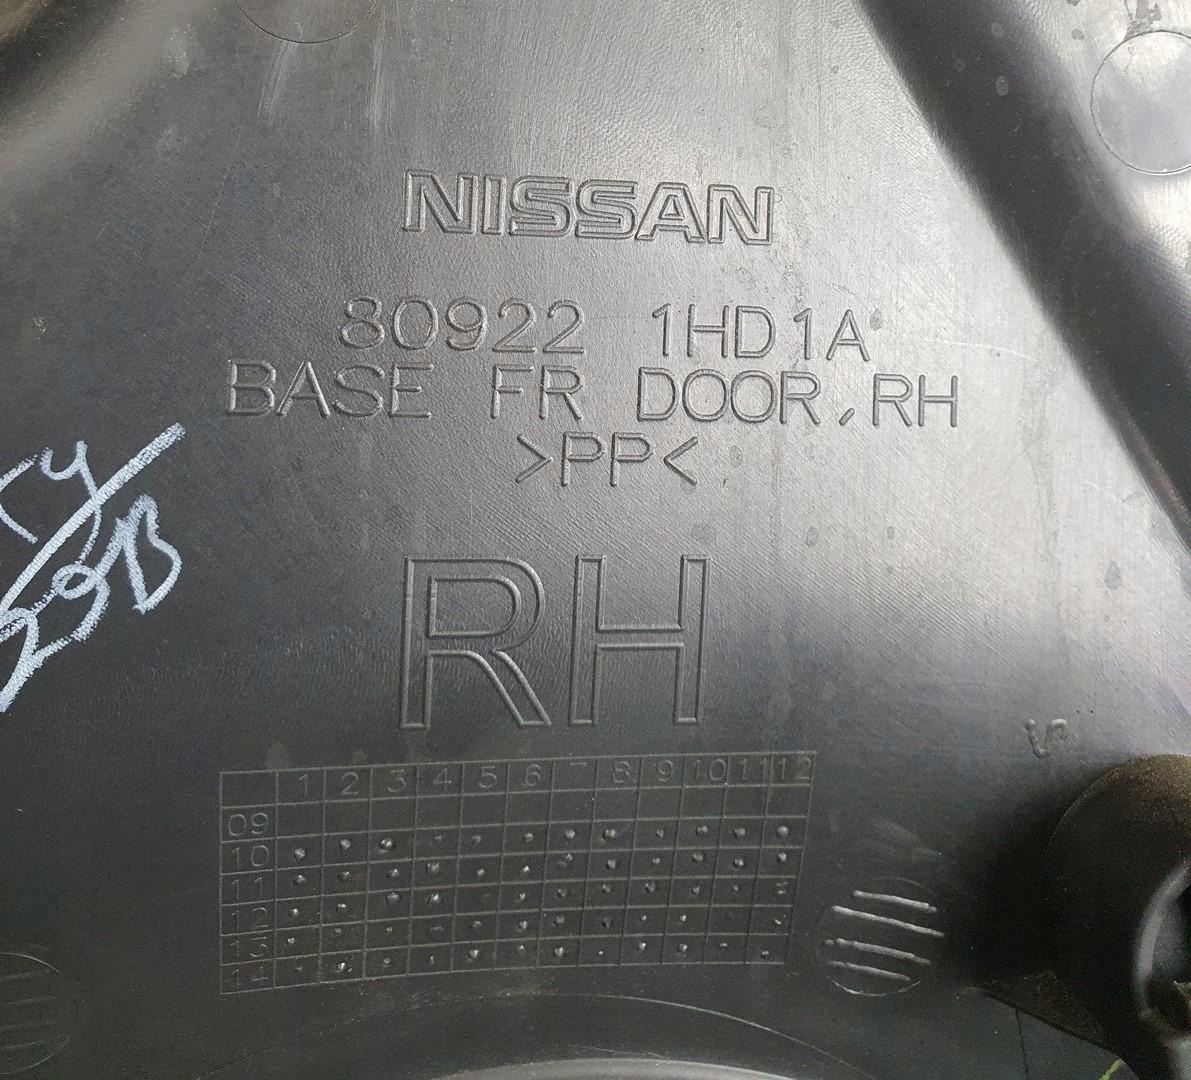 NISSAN
80922 1HD1A
BASE FR DOOR,RH
>PP<
RH
1 2 3 4 5 6 7 8 9 10 11 12
09
10
11
12
13
14